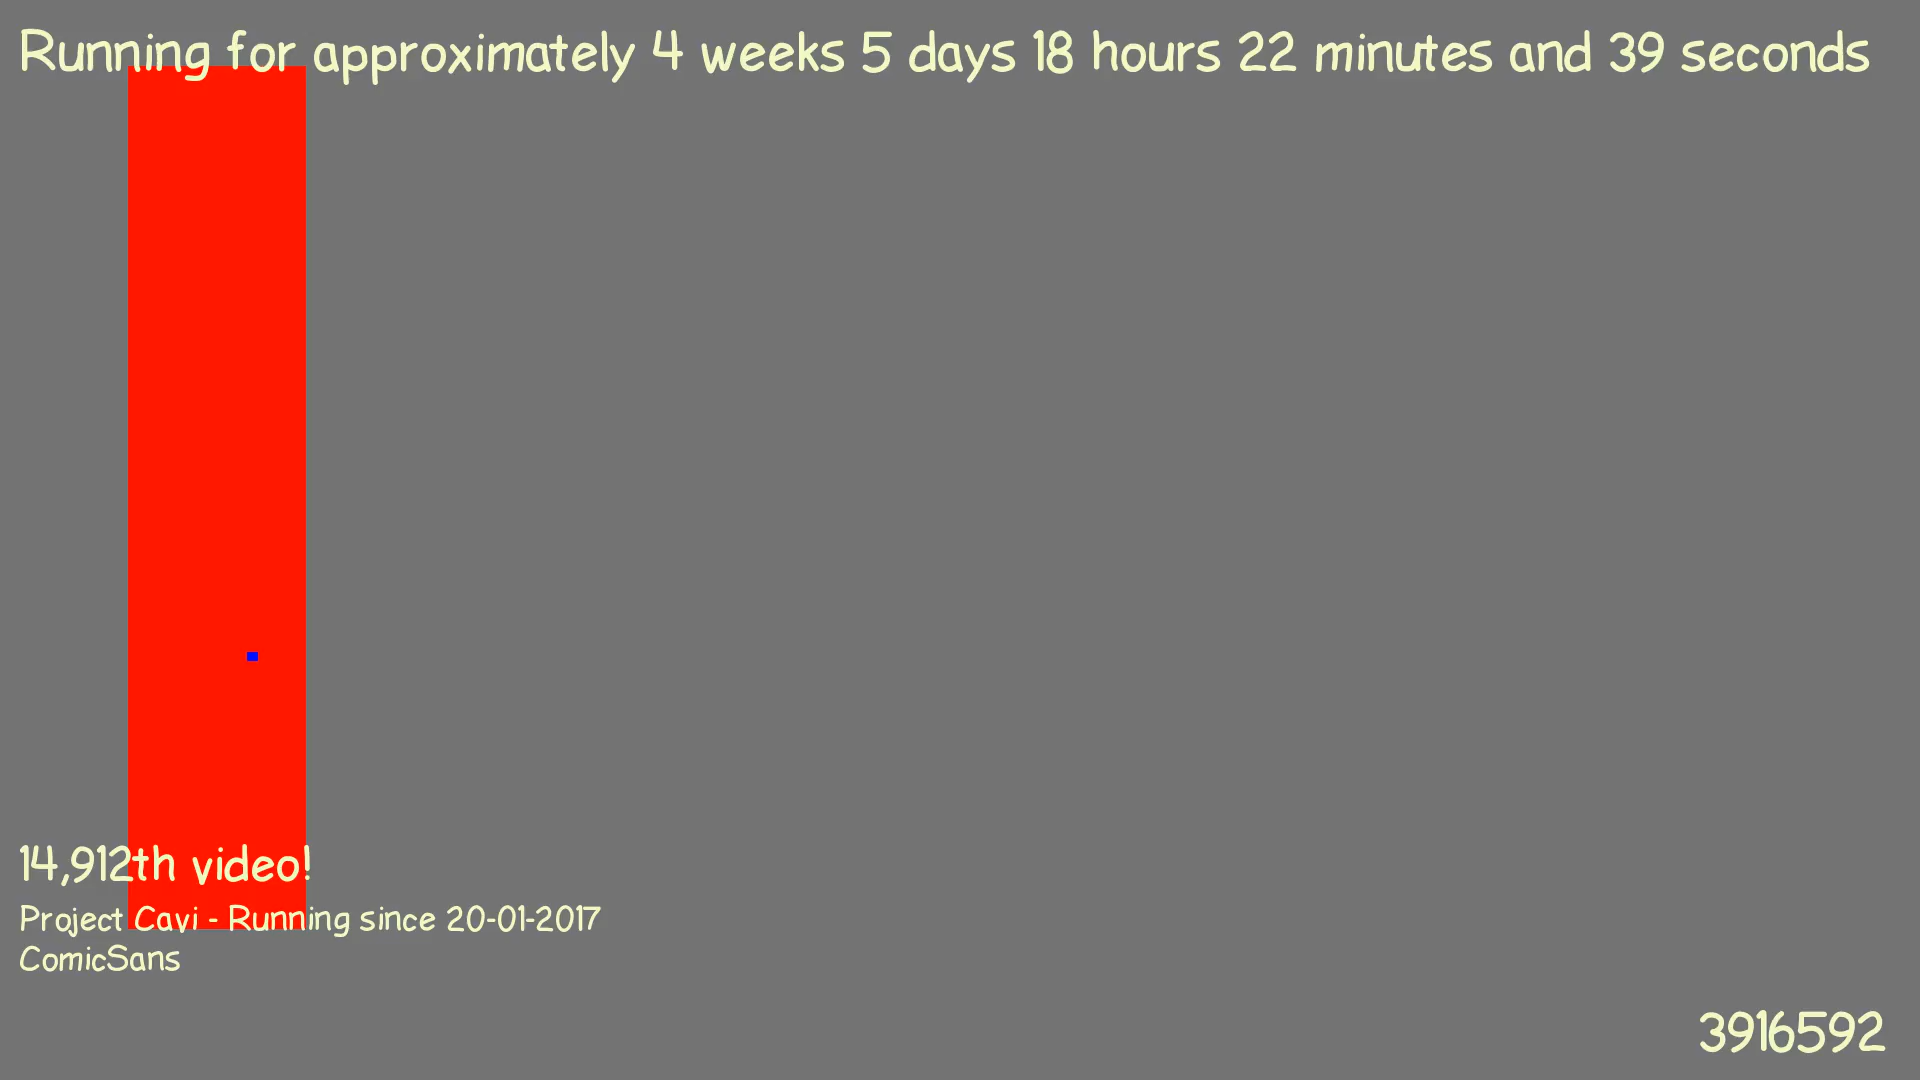 Running for approximately 4 weeks 5 days 18 hours 22 minutes and 39 seconds
14,912th video!
Project Cavi - Running since 20-01-2017
ComicSans
3916592